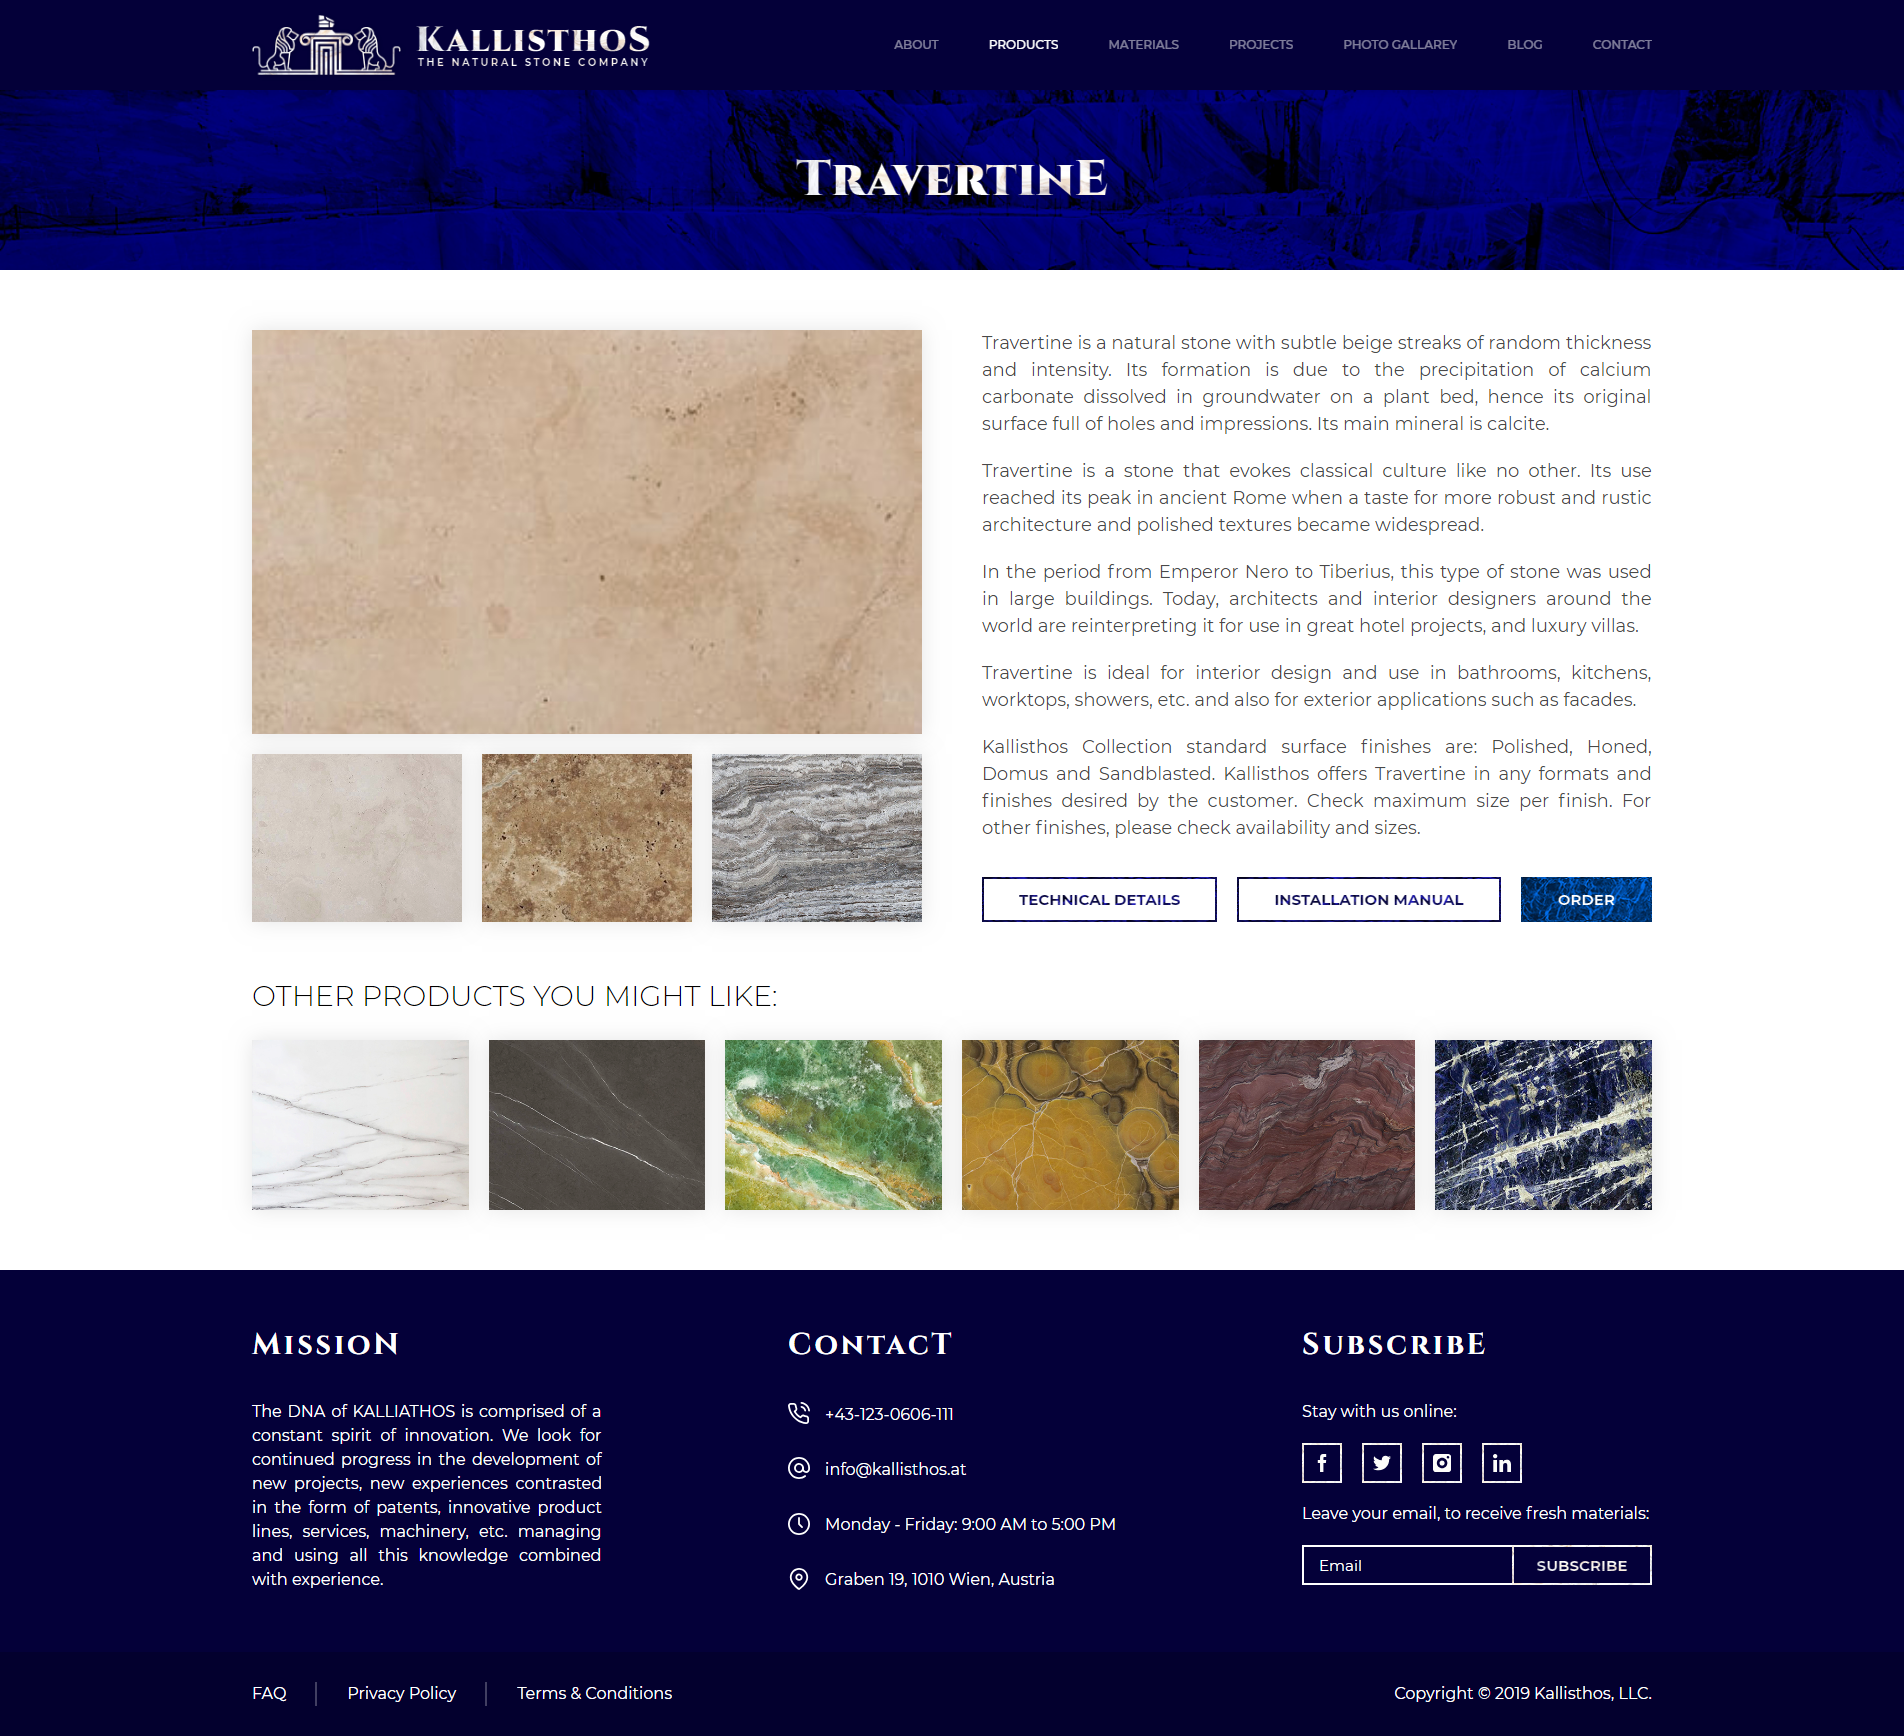 KALLISTHOS
THE NATURAL STONE COMPANY
ABOUT PRODUCTS MATERIALS PROJECTS PHOTO GALLAREY BLOG CONTACT
TRAVERTINE
Travertine is a natural stone with subtle beige streaks of random thickness
and intensity. Its formation is due to the precipitation of calcium
carbonate dissolved in groundwater on a plant bed, hence its original
surface full of holes and impressions. Its main mineral is calcite.
Travertine is a stone that evokes classical culture like no other. Its use
reached its peak in ancient Rome when a taste for more robust and rustic
architecture and polished textures became widespread.
In the period from Emperor Nero to Tiberius, this type of stone was used
in large buildings. Today, architects and interior designers around the
world are reinterpreting it for use in great hotel projects, and luxury villas.
Travertine is ideal for interior design and use in bathrooms, kitchens,
worktops, showers, etc. and also for exterior applications such as facades.
Kallisthos Collection standard surface finishes are: Polished, Honed,
Domus and Sandblasted. Kallisthos offers Travertine in any formats and
finishes desired by the customer. Check maximum size per finish. For
other finishes, please check availability and sizes.
TECHNICAL DETAILS INSTALLATION MANUAL ORDER
OTHER PRODUCTS YOU MIGHT LIKE:
MISSION
The DNA of KALLIATHOS is comprised of a
constant spirit of innovation. We look for
continued progress in the development of
new projects, new experiences contrasted
in the form of patents, innovative product
lines, services, machinery, etc. managing
and using all this knowledge combined
with experience.
CONTACT
+43-123-0606-111
info@kallisthos.at
Monday - Friday: 9:00 AM to 5:00 PM
Graben 19, 1010 Wien, Austria
SUBSCRIBE
Stay with us online:
Leave your email, to receive fresh materials:
Email SUBSCRIBE
FAQ Privacy Policy Terms & Conditions Copyright © 2019 Kallisthos, LLC.